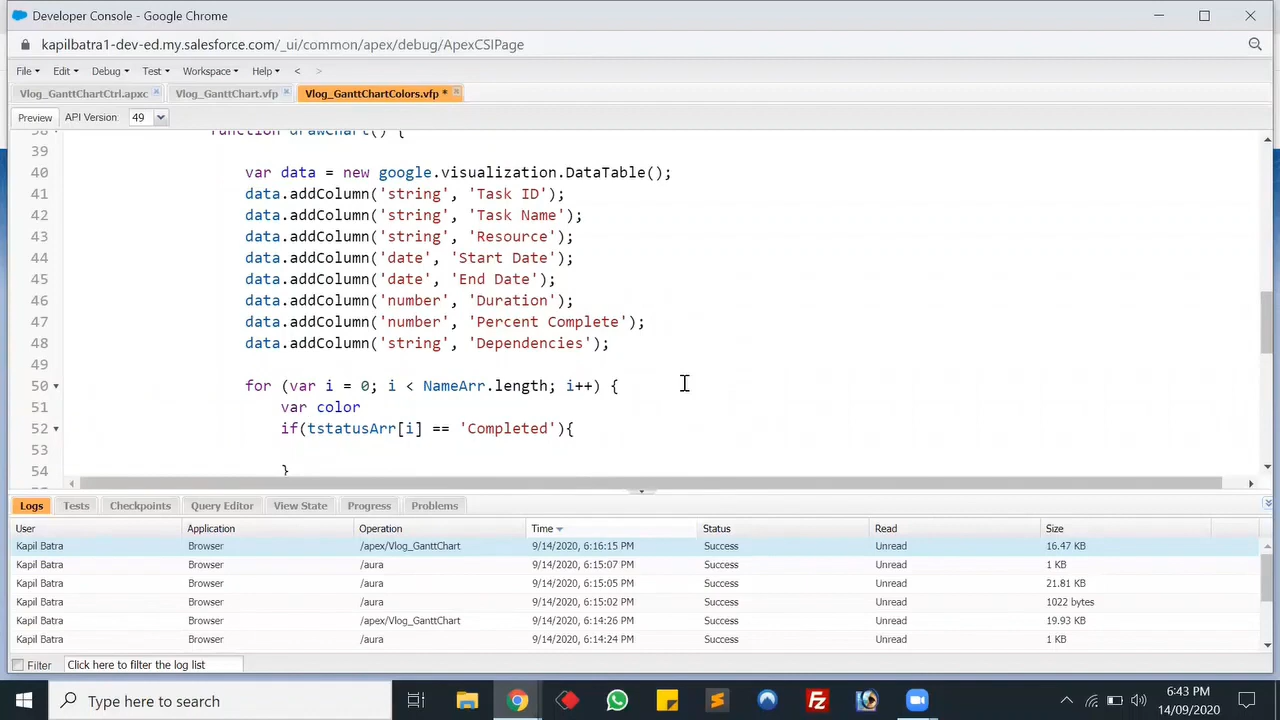 Developer Console - Google Chrome
kapilbatra1-dev-ed.my.salesforce.com/_ui/common/apex/debug/ApexCSIPage
File Edit Debug Test Workspace Help < >
Vlog_GanttChartCtrl.apxc Vlog_GanttChart.vfp Vlog_GanttChartColors.vfp *
Preview API Version: 49
38 function drawChart() {
39
40 var data = new google.visualization.DataTable();
41 data.addColumn('string', 'Task ID');
42 data.addColumn('string', 'Task Name');
43 data.addColumn('string', 'Resource');
44 data.addColumn('date', 'Start Date');
45 data.addColumn('date', 'End Date');
46 data.addColumn('number', 'Duration');
47 data.addColumn('number', 'Percent Complete');
48 data.addColumn('string', 'Dependencies');
49
50 for (var i = 0; i < NameArr.length; i++) {
51 var color
52 if(tstatusArr[i] == 'Completed'){
53
54 }
Logs Tests Checkpoints Query Editor View State Progress Problems
User Application Operation Time Status Read Size
Kapil Batra Browser /apex/Vlog_GanttChart 9/14/2020, 6:16:15 PM Success Unread 16.47 KB
Kapil Batra Browser /aura 9/14/2020, 6:15:07 PM Success Unread 1 KB
Kapil Batra Browser /aura 9/14/2020, 6:15:05 PM Success Unread 21.81 KB
Kapil Batra Browser /aura 9/14/2020, 6:15:02 PM Success Unread 1022 bytes
Kapil Batra Browser /apex/Vlog_GanttChart 9/14/2020, 6:14:26 PM Success Unread 19.93 KB
Kapil Batra Browser /aura 9/14/2020, 6:14:24 PM Success Unread 1 KB
Filter Click here to filter the log list
Type here to search
6:43 PM
14/09/2020